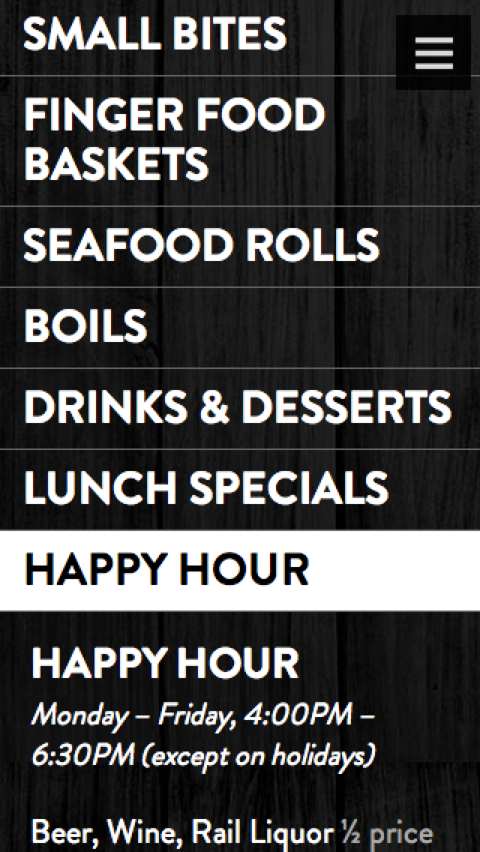 SMALL BITES
FINGER FOOD
BASKETS
SEAFOOD ROLLS
BOILS
DRINKS & DESSERTS
LUNCH SPECIALS
HAPPY HOUR
HAPPY HOUR
Monday – Friday, 4:00PM –
6:30PM (except on holidays)
Beer, Wine, Rail Liquor ½ price